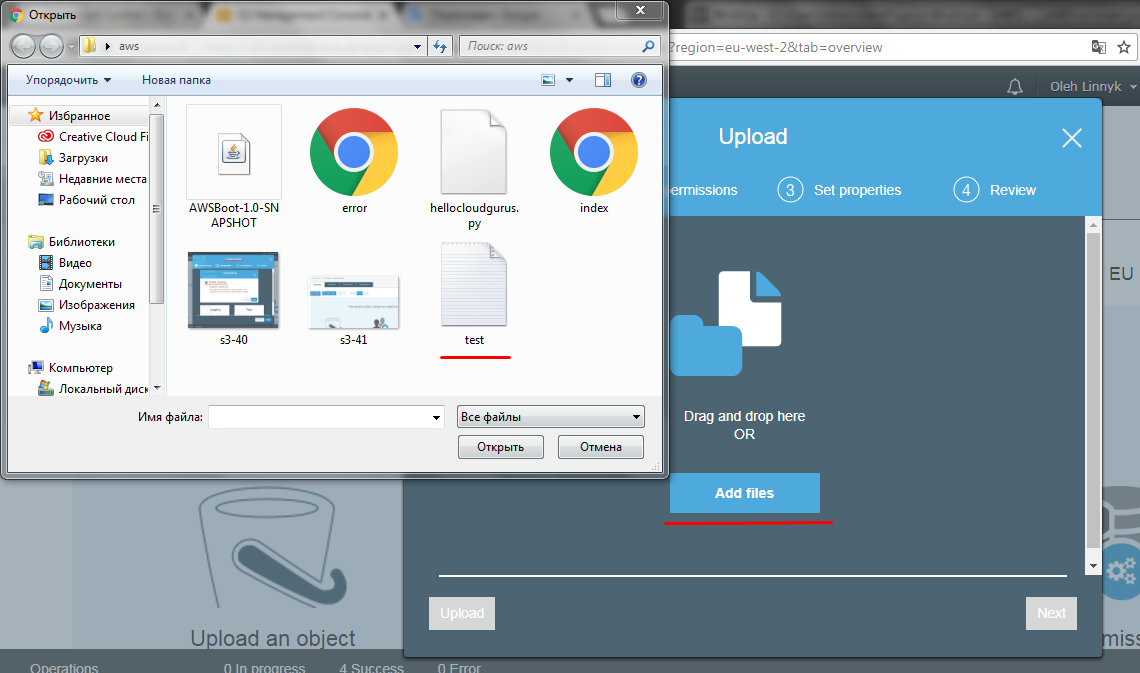 Открыть
aws
Поиск: aws
?region=eu-west-2&tab=overview
Упорядочить
Новая папка
Oleh Linnyk
Избранное
Creative Cloud Fi
Загрузки
Недавние места
Рабочий стол
Библиотеки
Видео
Документы
Изображения
Музыка
Компьютер
Локальный диск
AWSBoot-1.0-SN
APSHOT
error
hellocloudgurus.
py
index
s3-40
s3-41
test
Имя файла:
Все файлы
Открыть
Отмена
Upload
ermissions
3 Set properties
4 Review
EU
Drag and drop here
OR
Add files
Upload
Next
Upload an object
miss
Operations
0 In progress
4 Success
0 Error